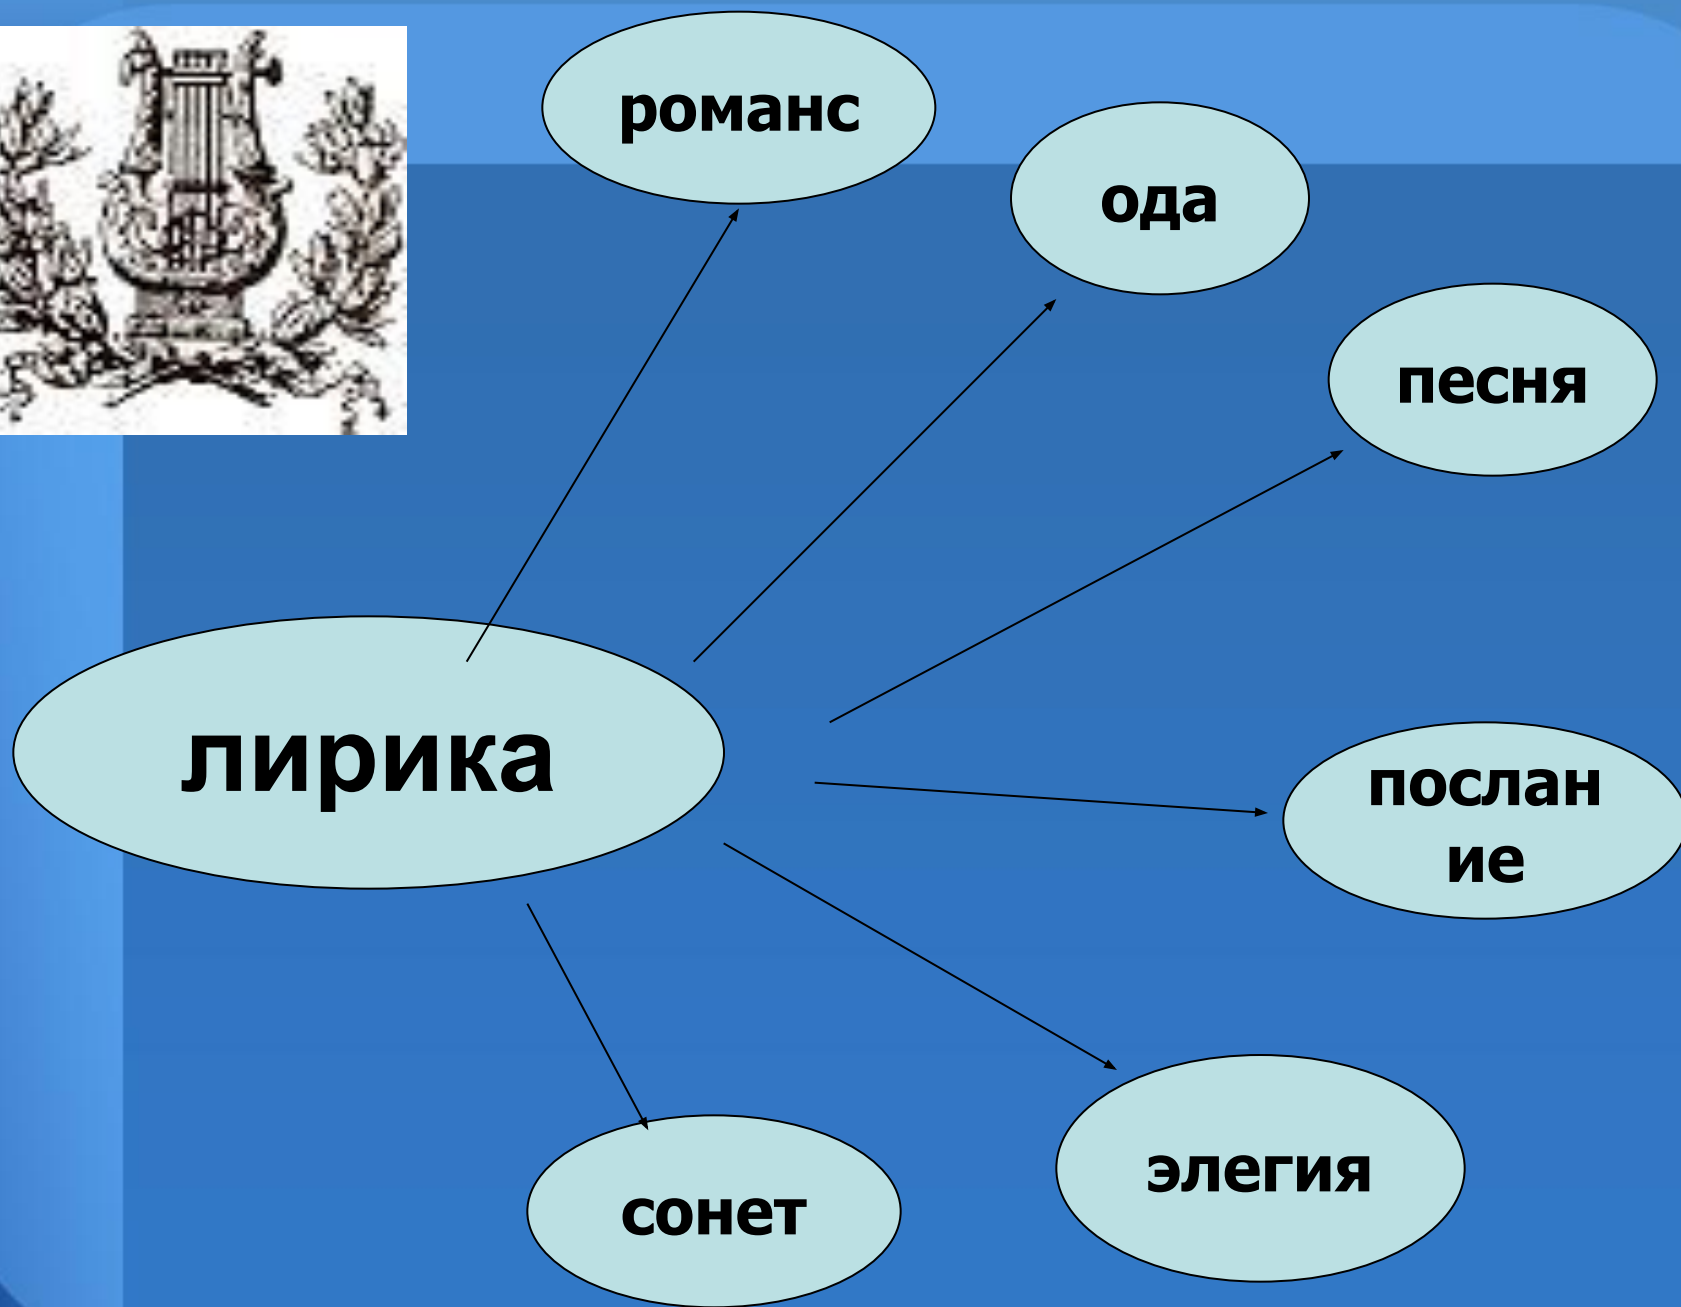 романс
ода
песня
лирика
послан
ие
элегия
сонет